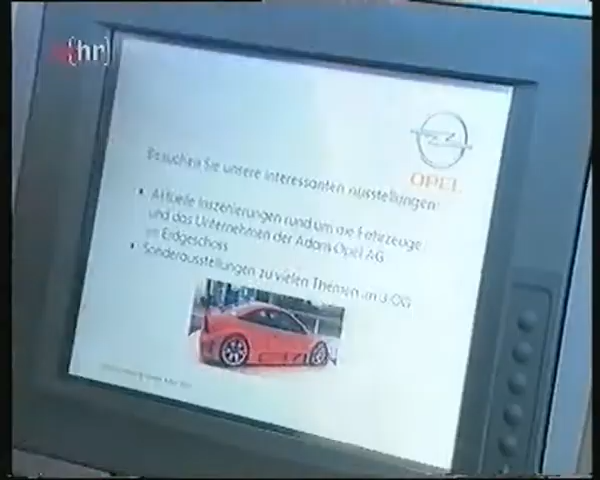 hr
OPEL
Besuchen Sie unsere interessanten Ausstellungen:
• Aktuelle Inszenierungen rund um die Fahrzeuge
und das Unternehmen der Adam Opel AG
im Erdgeschoss
• Sonderausstellungen zu vielen Themen im 3.OG